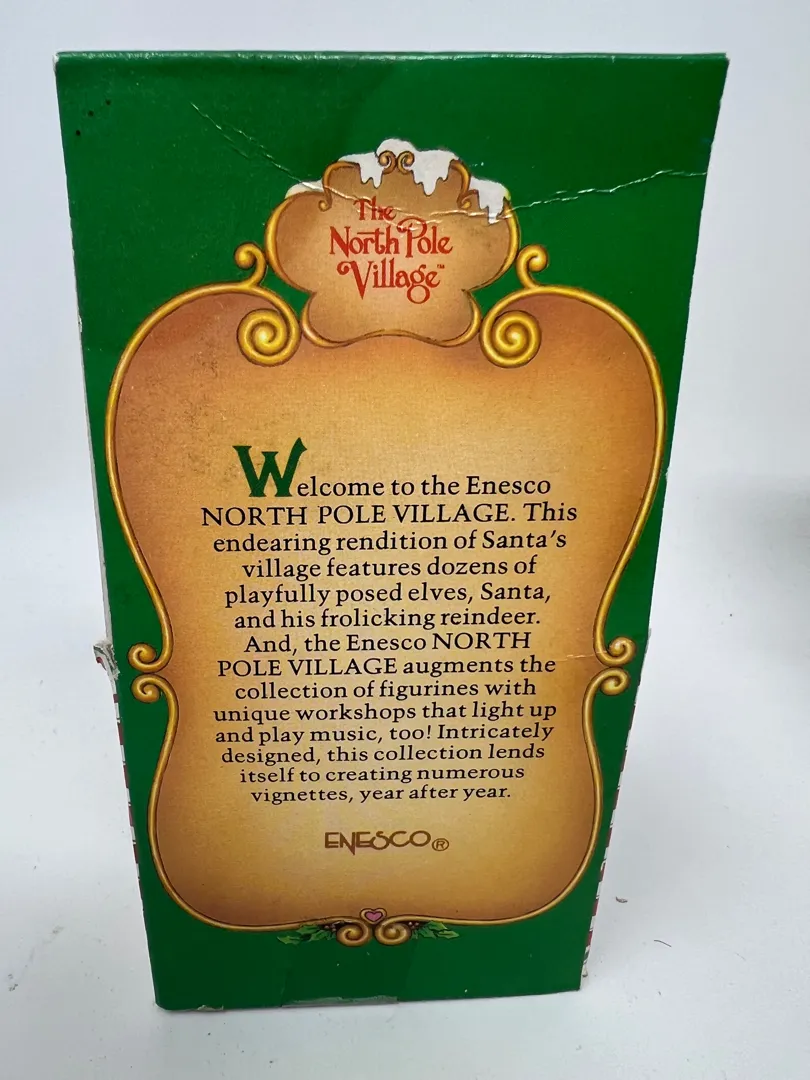 The
North Pole
Village™
Welcome to the Enesco
NORTH POLE VILLAGE. This
endearing rendition of Santa's
village features dozens of
playfully posed elves, Santa,
and his frolicking reindeer.
And, the Enesco NORTH
POLE VILLAGE augments the
collection of figurines with
unique workshops that light up
and play music, too! Intricately
designed, this collection lends
itself to creating numerous
vignettes, year after year.
ENESCO®